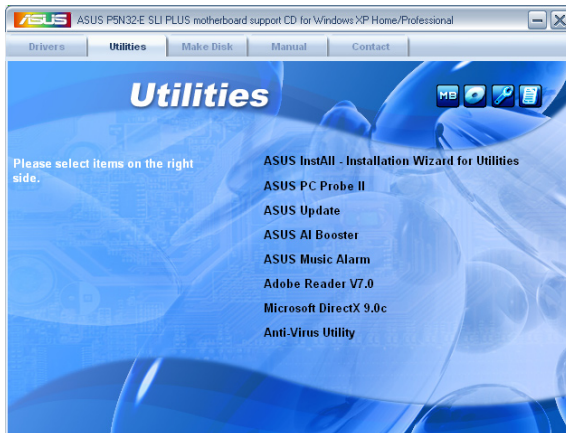 ASUS ASUS P5N32-E SLI PLUS motherboard support CD for Windows XP Home/Professional
Drivers Utilities Make Disk Manual Contact
Utilities
MB
Please select items on the right
side.
ASUS InstAll - Installation Wizard for Utilities
ASUS PC Probe II
ASUS Update
ASUS AI Booster
ASUS Music Alarm
Adobe Reader V7.0
Microsoft DirectX 9.0c
Anti-Virus Utility